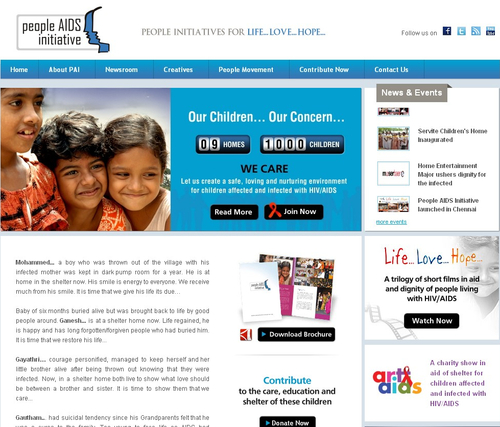 people AIDS
initiative
PEOPLE INITIATIVES FOR LIFE... LOVE... HOPE...
Follow us on
Home About PAI Newsroom Creatives People Movement Contribute Now Contact Us
Our Children... Our Concern...
09 HOMES 1000 CHILDREN
WE CARE
Let us create a safe, loving and nurturing environment
for children affected and infected with HIV/AIDS
Read More Join Now
News & Events
Servite Children's Home
Inaugurated
Home Entertainment
Major ushers dignity for
the infected
People AIDS Initiative
launched in Chennai
more events
Mohammed... a boy who was thrown out of the village with his
infected mother was kept in dark pump room for a year. He is at
home in the shelter now. His smile is energy to everyone. We receive
much from his smile. It is time that we give his life its due...
Baby of six months buried alive but was brought back to life by good
people around. Ganesh... is at a shelter home now. Life regained, he
is happy and has long forgotten/forgiven people who had buried him.
It is time that we restore his life...
Gayathri.... courage personified, managed to keep herself and her
little brother alive after being thrown out knowing that they were
infected. Now, in a shelter home both live to show what love should
be between a brother and sister. It is time to show them that we
care...
Gautham... had suicidal tendency since his Grandparents felt that he
people AIDS
initiative
Download Brochure
Contribute
to the care, education and
shelter of these children
Donate Now
Life... Love... Hope...
A trilogy of short films in aid
and dignity of people living
with HIV/AIDS
Watch Now
art
aids
A charity show in
aid of shelter for
children affected
and infected with
HIV/AIDS